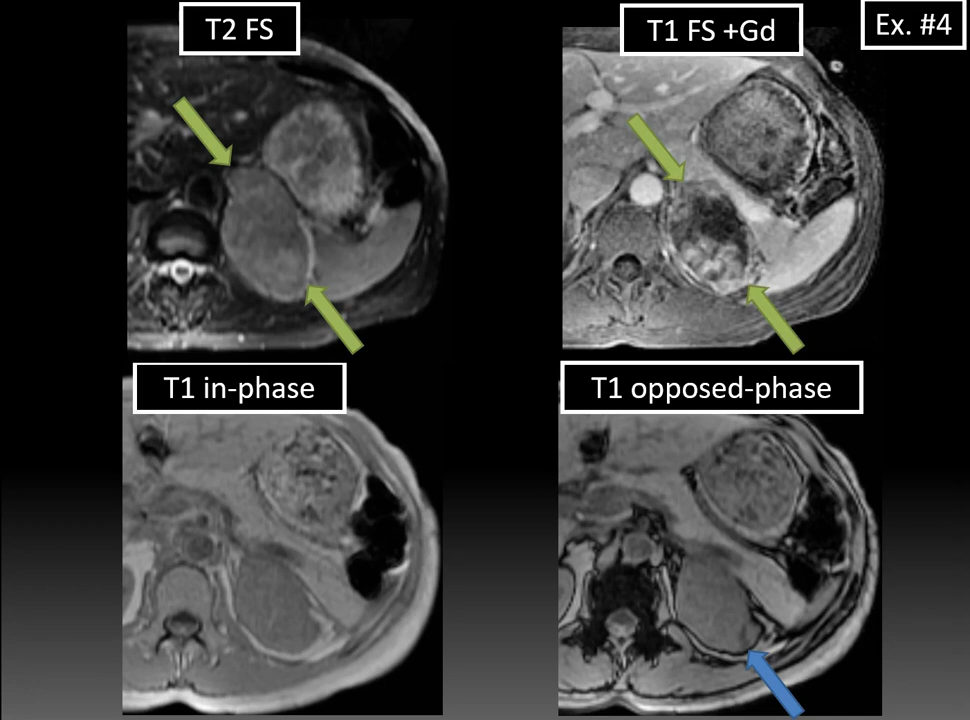 T2 FS
T1 FS +Gd
Ex. #4
T1 in-phase
T1 opposed-phase